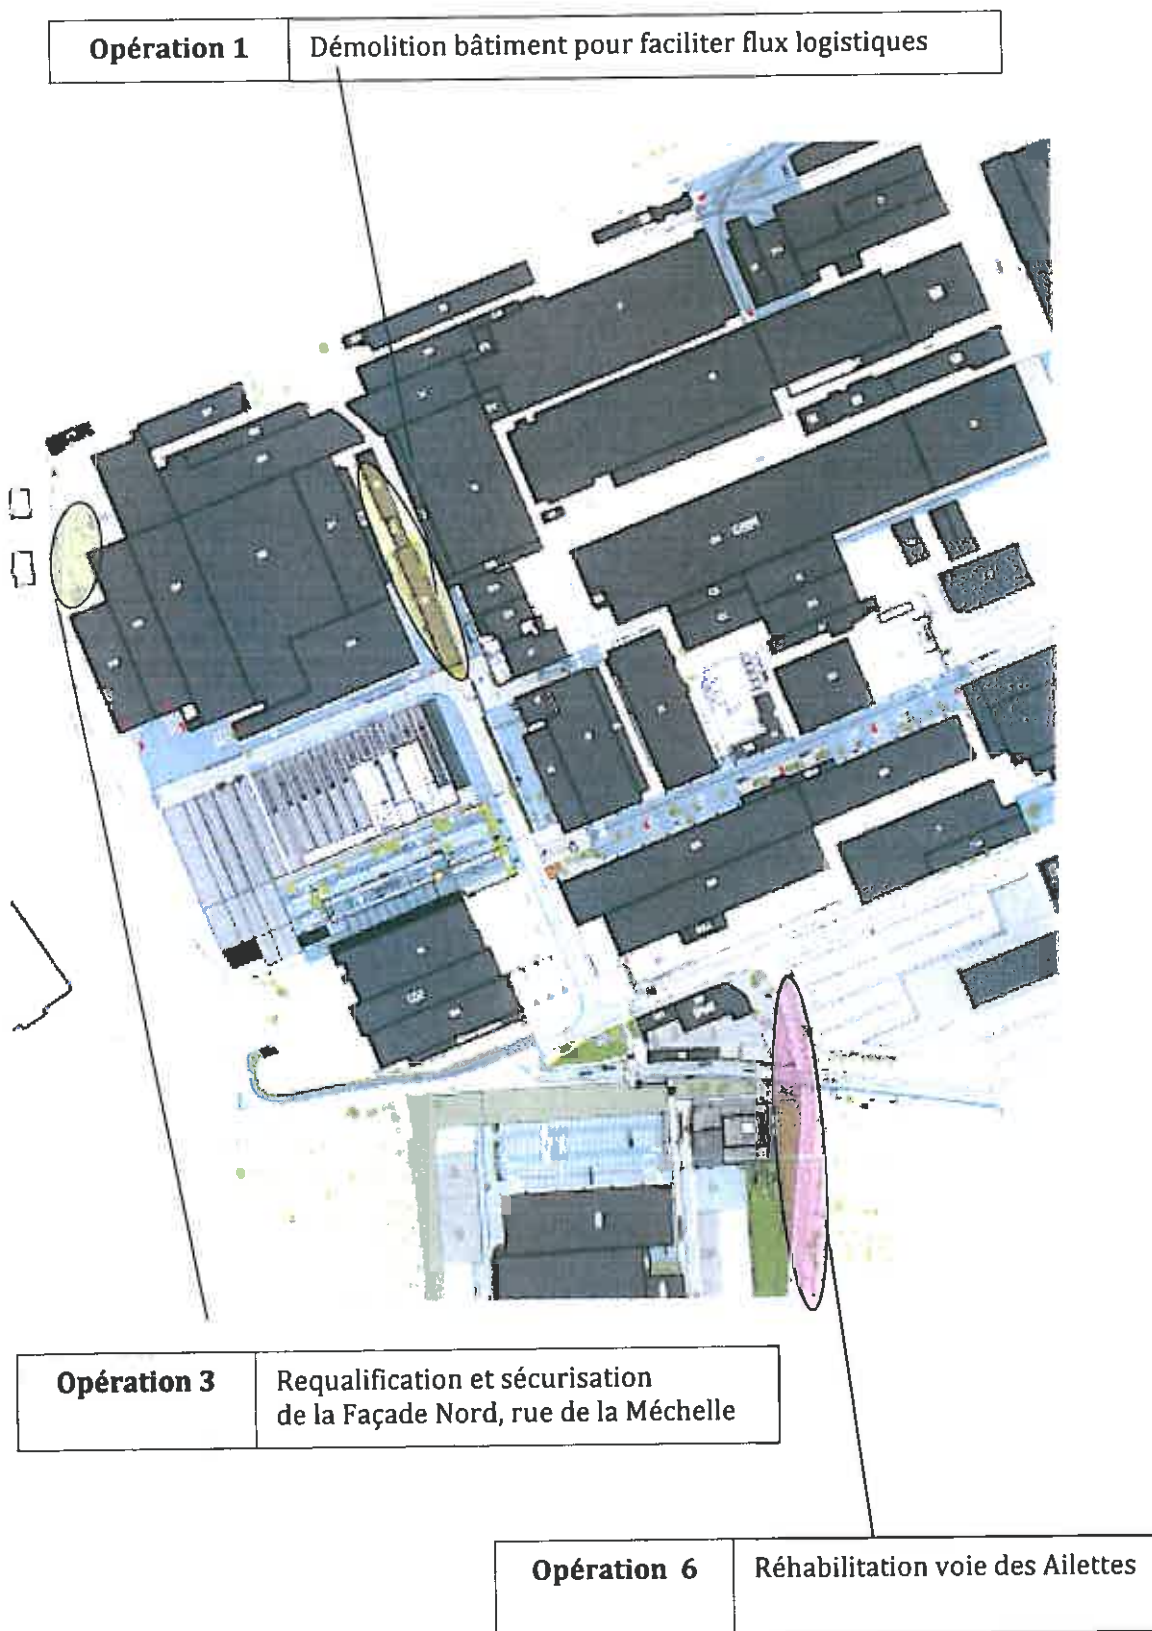 Opération 1
Démolition bâtiment pour faciliter flux logistiques
Opération 3
Requalification et sécurisation
de la Façade Nord, rue de la Méchelle
Opération 6
Réhabilitation voie des Ailettes